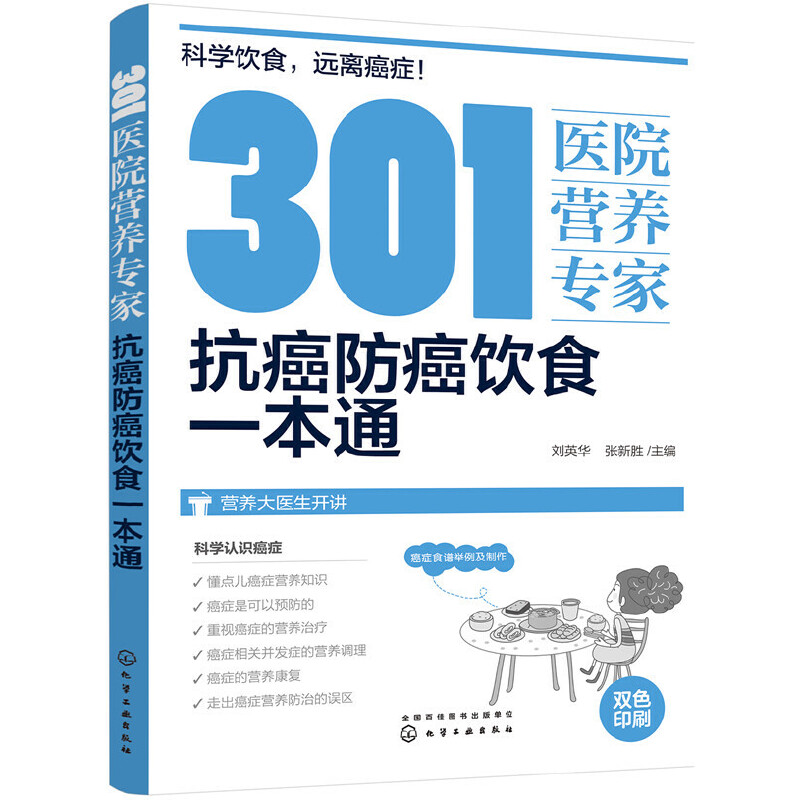 科学饮食，远离癌症！
301
医院
营养
专家
抗癌防癌饮食
一本通
刘英华 张新胜 /主编
营养大医生开讲
科学认识癌症
✓ 懂点儿癌症营养知识
✓ 癌症是可以预防的
✓ 重视癌症的营养治疗
✓ 癌症相关并发症的营养调理
✓ 癌症的营养康复
✓ 走出癌症营养防治的误区
癌症食谱举例及制作
双色
印刷
全国百佳图书出版单位
化学工业出版社
301医院营养专家 抗癌防癌饮食一本通
化学工业出版社